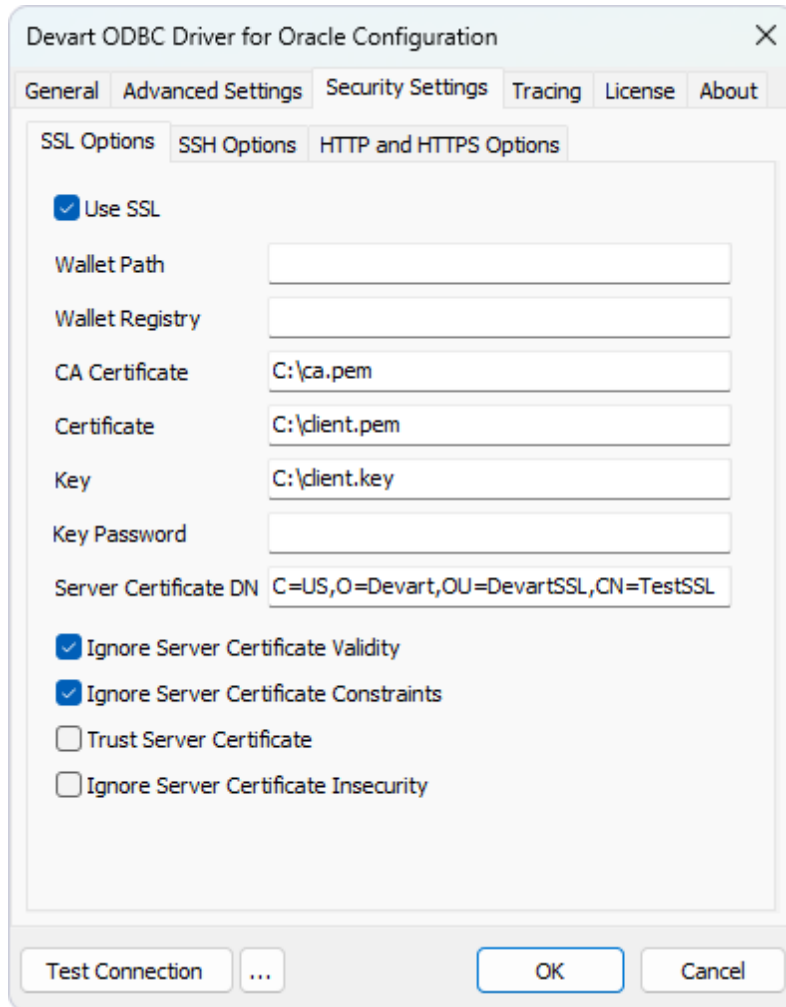 Devart ODBC Driver for Oracle Configuration
General Advanced Settings Security Settings Tracing License About
SSL Options SSH Options HTTP and HTTPS Options
Use SSL
Wallet Path
Wallet Registry
CA Certificate C:\ca.pem
Certificate C:\client.pem
Key C:\client.key
Key Password
Server Certificate DN C=US,O=Devart,OU=DevartSSL,CN=TestSSL
Ignore Server Certificate Validity
Ignore Server Certificate Constraints
Trust Server Certificate
Ignore Server Certificate Insecurity
Test Connection ... OK Cancel